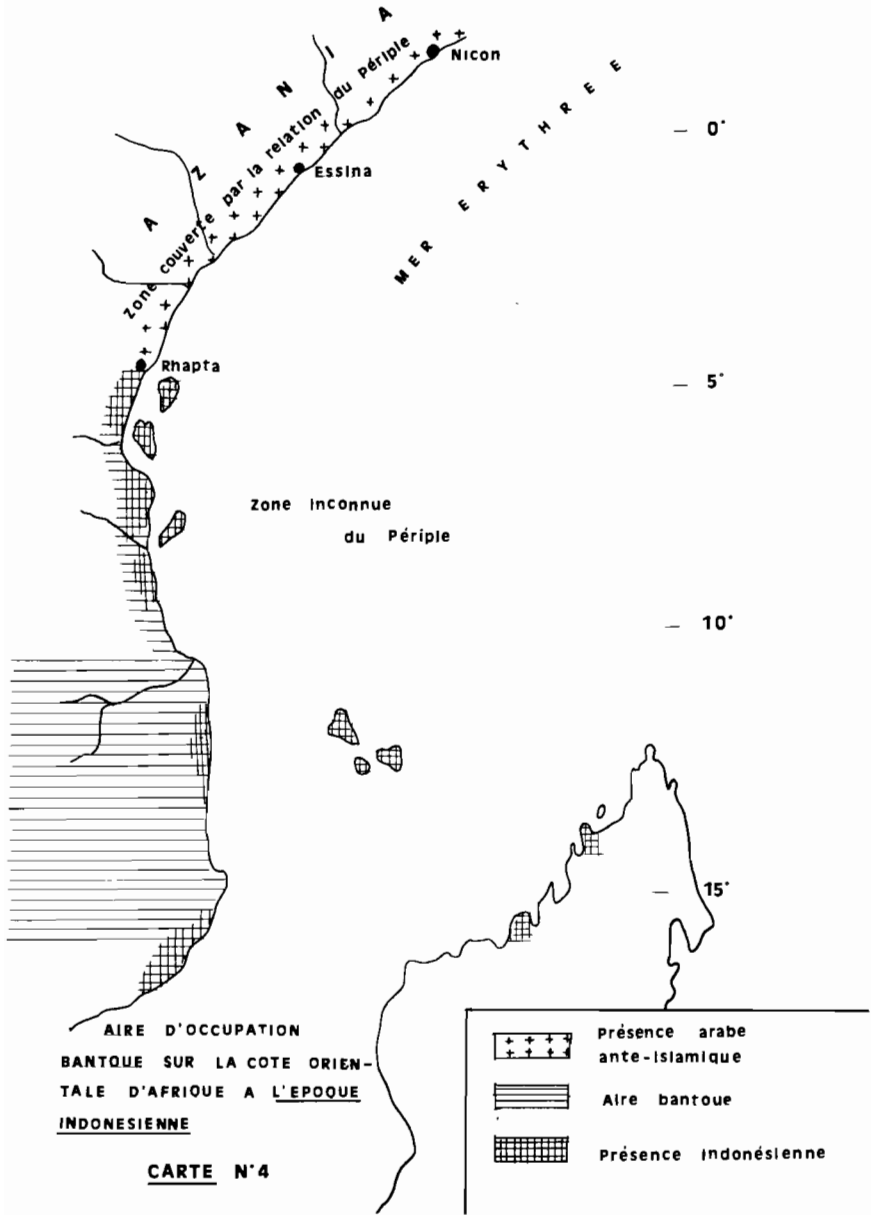 AZANIA
Zone couverte par la relation du Périple
Nicon
MER ERYTHREE
0°
Essina
Rhapta
5°
Zone inconnue
du Périple
10°
15°
AIRE D'OCCUPATION
BANTOUE SUR LA COTE ORIEN-
TALE D'AFRIQUE A L'EPOQUE
INDONESIENNE
CARTE N°4
Présence arabe
ante-islamique
Aire bantoue
Présence indonésienne